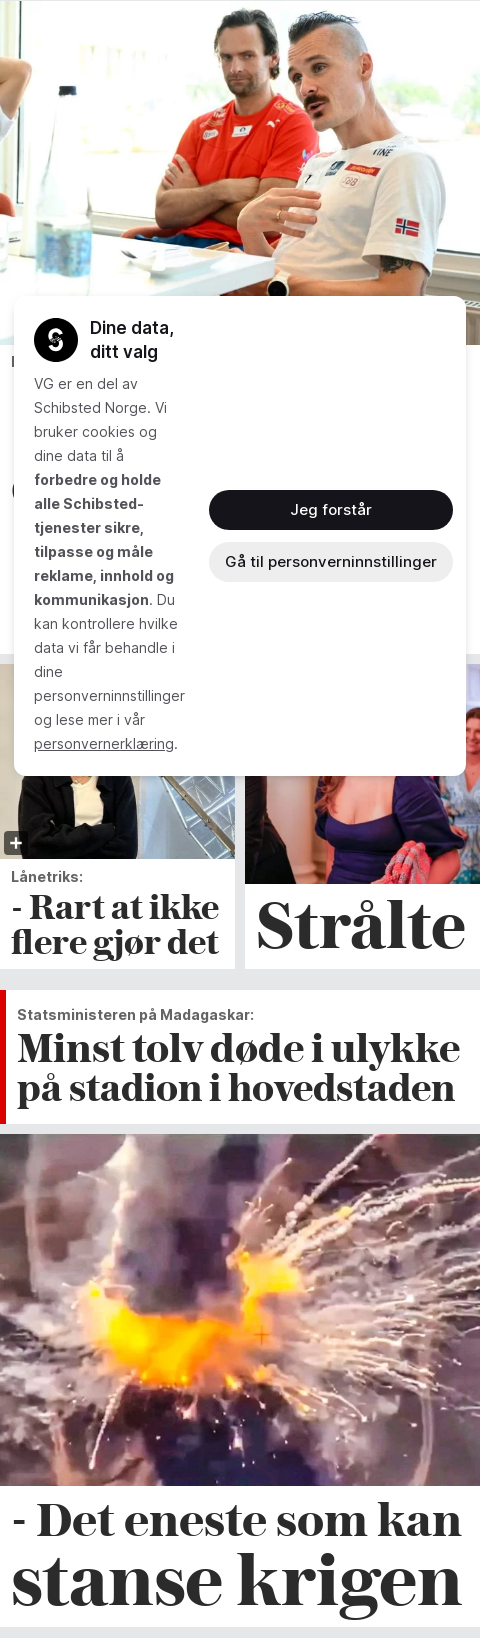 Dine data,
ditt valg
VG er en del av
Schibsted Norge. Vi
bruker cookies og
dine data til å
forbedre og holde
alle Schibsted-
tjenester sikre,
tilpasse og måle
reklame, innhold og
kommunikasjon. Du
kan kontrollere hvilke
data vi får behandle i
dine
personverninnstillinger
og lese mer i vår
personvernerklæring.
Jeg forstår
Gå til personverninnstillinger
Lånetriks:
- Rart at ikke
flere gjør det
Strålte
Statsministeren på Madagaskar:
Minst tolv døde i ulykke
på stadion i hovedstaden
- Det eneste som kan
stanse krigen